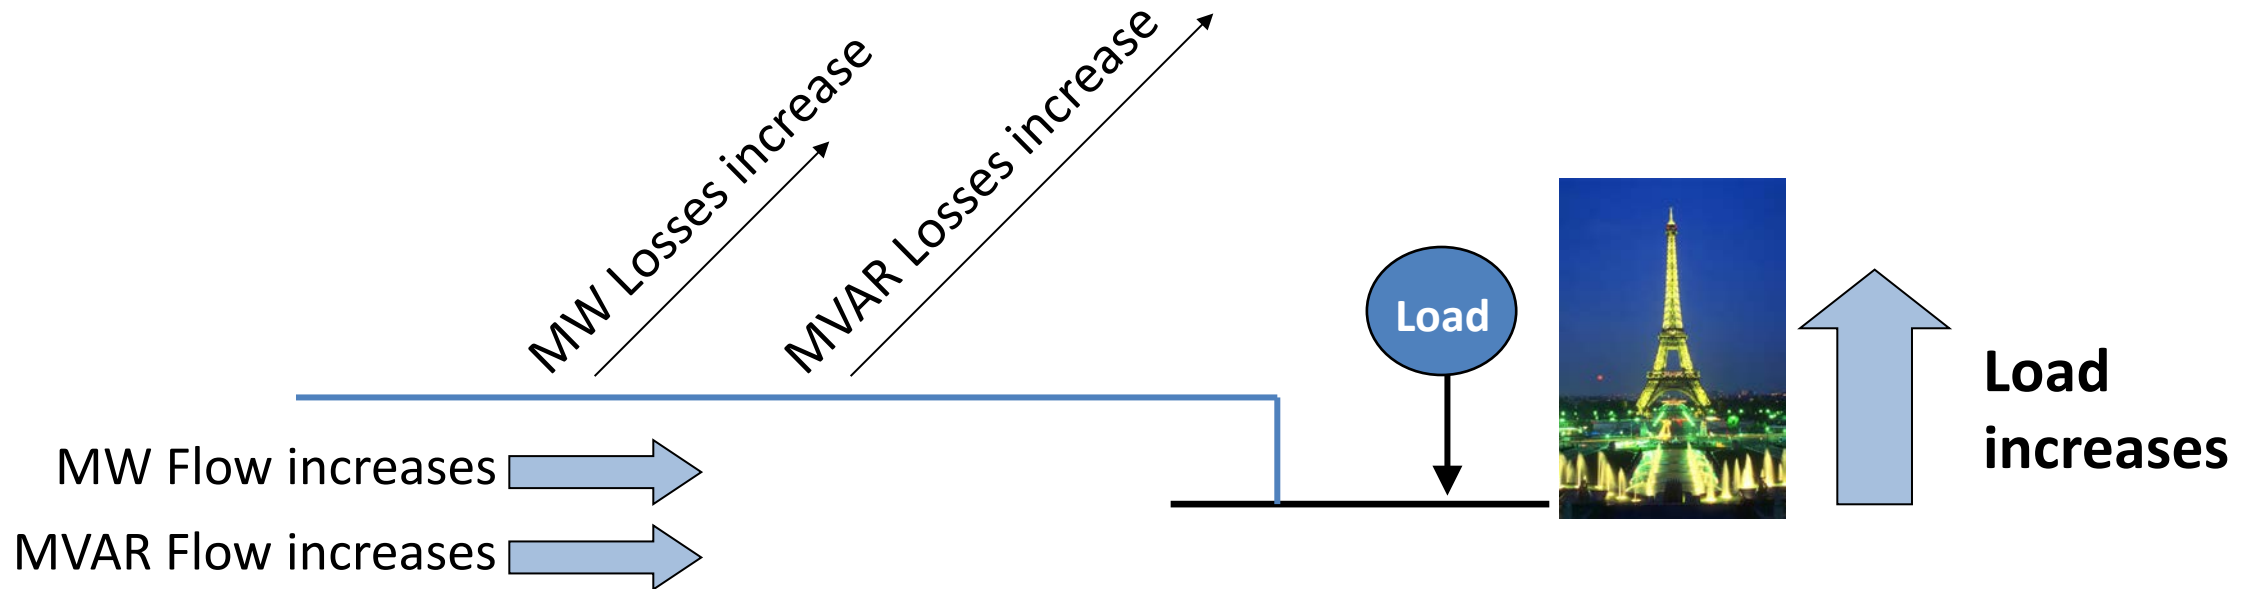 MW Losses increase
MVAR Losses increase
Load
Load
increases
MW Flow increases
MVAR Flow increases